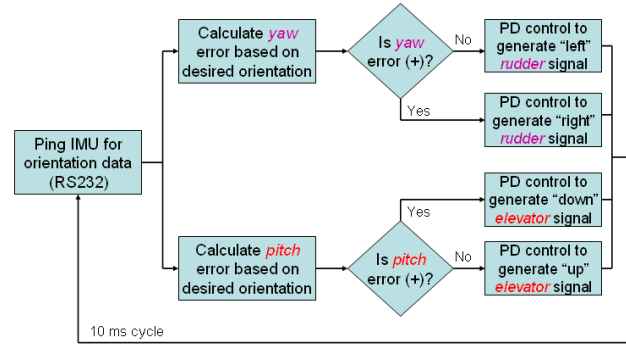 Calculate yaw
error based on
desired orientation
Is yaw
error (+)?
No
PD control to
generate “left”
rudder signal
Yes
PD control to
generate “right”
rudder signal
Ping IMU for
orientation data
(RS232)
Calculate pitch
error based on
desired orientation
Is pitch
error (+)?
Yes
PD control to
generate “down”
elevator signal
No
PD control to
generate “up”
elevator signal
10 ms cycle